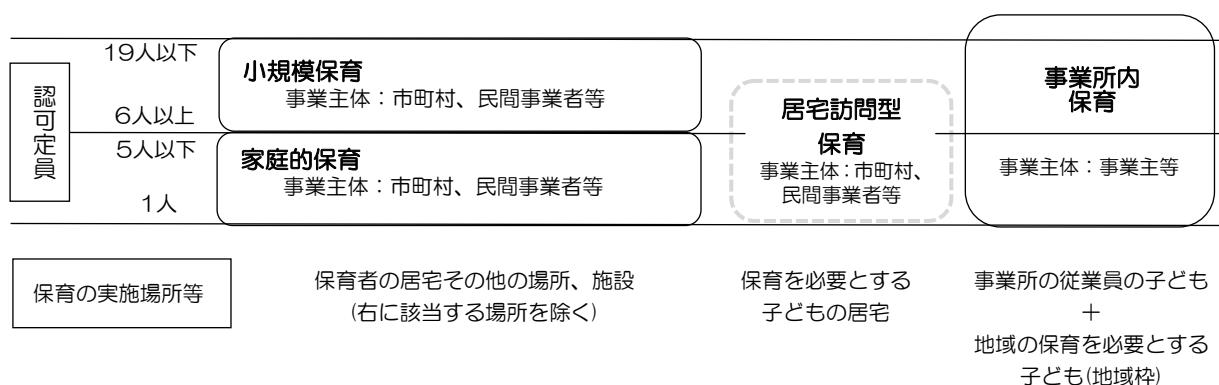 認可定員
19人以下
6人以上
5人以下
1人
小規模保育
事業主体：市町村、民間事業者等
家庭的保育
事業主体：市町村、民間事業者等
居宅訪問型
保育
事業主体：市町村、
民間事業者等
事業所内
保育
事業主体：事業主等
保育の実施場所等
保育者の居宅その他の場所、施設
(右に該当する場所を除く)
保育を必要とする
子どもの居宅
事業所の従業員の子ども
＋
地域の保育を必要とする
子ども(地域枠)